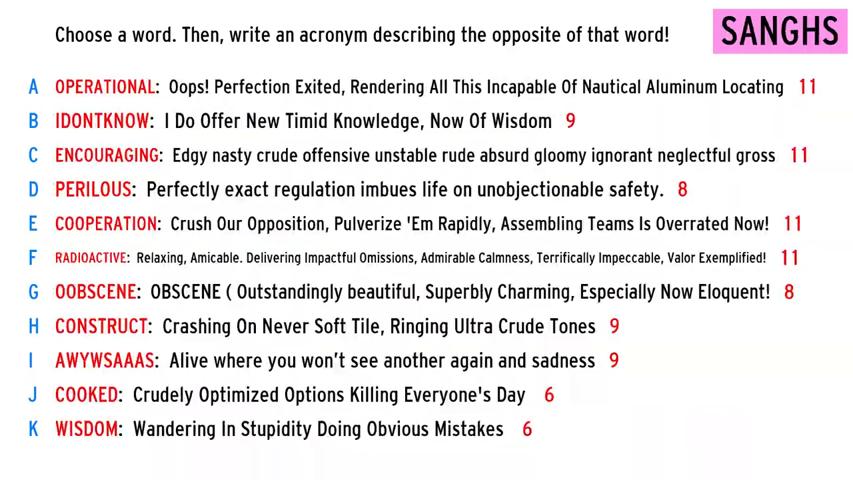 Choose a word. Then, write an acronym describing the opposite of that word!
SANGHS
A OPERATIONAL: Oops! Perfection Exited, Rendering All This Incapable Of Nautical Aluminum Locating 11
B IDONTKNOW: I Do Offer New Timid Knowledge, Now Of Wisdom 9
C ENCOURAGING: Edgy nasty crude offensive unstable rude absurd gloomy ignorant neglectful gross 11
D PERILOUS: Perfectly exact regulation imbues life on unobjectionable safety. 8
E COOPERATION: Crush Our Opposition, Pulverize 'Em Rapidly, Assembling Teams Is Overrated Now! 11
F RADIOACTIVE: Relaxing, Amicable. Delivering Impactful Omissions, Admirable Calmness, Terrifically Impeccable, Valor Exemplified! 11
G OOBSCENE: OBSCENE ( Outstandingly beautiful, Superbly Charming, Especially Now Eloquent! 8
H CONSTRUCT: Crashing On Never Soft Tile, Ringing Ultra Crude Tones 9
I AWYWSAAAS: Alive where you won't see another again and sadness 9
J COOKED: Crudely Optimized Options Killing Everyone's Day 6
K WISDOM: Wandering In Stupidity Doing Obvious Mistakes 6